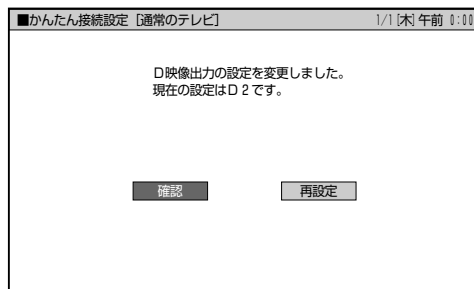 ■かんたん接続設定［通常のテレビ］ 1/1[木]午前 0:00
D映像出力の設定を変更しました。
現在の設定はD2です。
確認 再設定